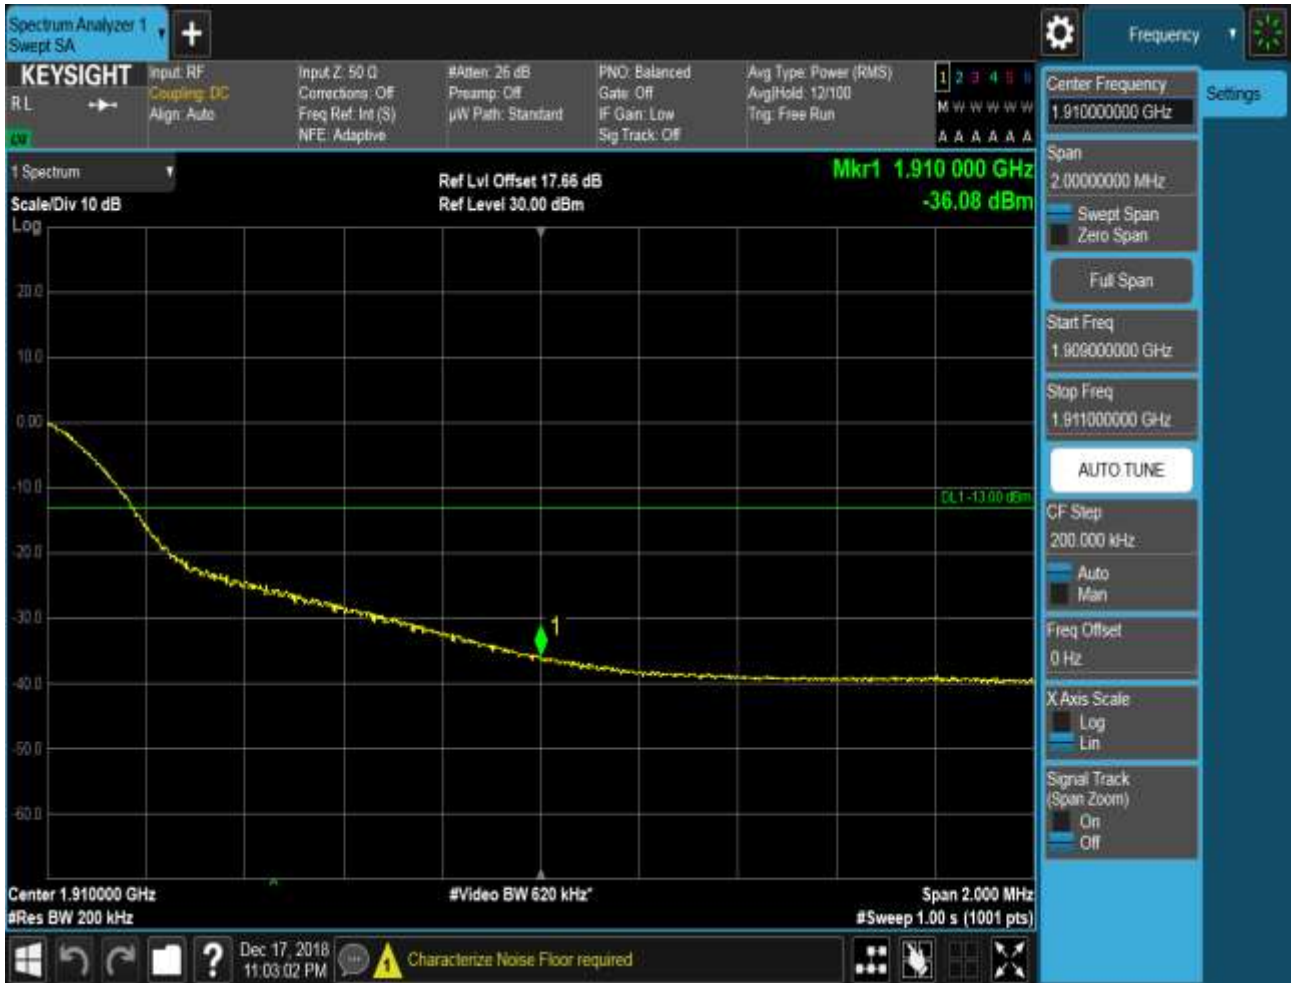 Spectrum Analyzer 1
Swept SA
Frequency
KEYSIGHT
RL
Input: RF
Coupling: DC
Align: Auto
Input Z: 50 Ω
Corrections: Off
Freq Ref: Int (S)
NFE: Adaptive
#Atten: 26 dB
Preamp: Off
µW Path: Standard
PNO: Balanced
Gate: Off
IF Gain: Low
Sig Track: Off
Avg Type: Power (RMS)
Avg|Hold: 12/100
Trig: Free Run
1 2 3 4 5 6
M W W W W W
A A A A A A
1 Spectrum
Scale/Div 10 dB
Log
Ref Lvl Offset 17.66 dB
Ref Level 30.00 dBm
Mkr1 1.910 000 GHz
-36.08 dBm
20.0
10.0
0.00
-10.0
-20.0
-30.0
-40.0
-50.0
-60.0
DL1 -13.00 dBm
1
Center 1.910000 GHz
#Res BW 200 kHz
#Video BW 620 kHz*
Span 2.000 MHz
#Sweep 1.00 s (1001 pts)
Center Frequency
1.910000000 GHz
Settings
Span
2.00000000 MHz
Swept Span
Zero Span
Full Span
Start Freq
1.909000000 GHz
Stop Freq
1.911000000 GHz
AUTO TUNE
CF Step
200.000 kHz
Auto
Man
Freq Offset
0 Hz
X Axis Scale
Log
Lin
Signal Track
(Span Zoom)
On
Off
?
Dec 17, 2018
11:03:02 PM
1
Characterize Noise Floor required